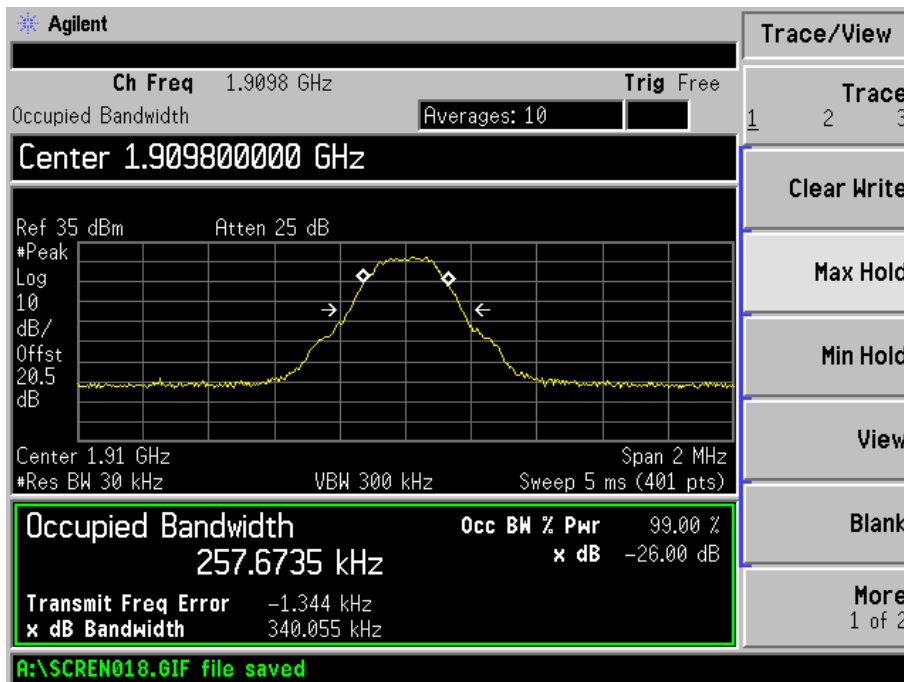 Agilent
Ch Freq 1.9098 GHz Trig Free
Occupied Bandwidth Averages: 10
Center 1.909800000 GHz
Ref 35 dBm Atten 25 dB
#Peak
Log
10
dB/
Offst
20.5
dB
Center 1.91 GHz Span 2 MHz
#Res BW 30 kHz VBW 300 kHz Sweep 5 ms (401 pts)
Occupied Bandwidth Occ BW % Pwr 99.00 %
257.6735 kHz x dB -26.00 dB
Transmit Freq Error -1.344 kHz
x dB Bandwidth 340.055 kHz
A:\SCREN018.GIF file saved
Trace/View
Trace
1 2 3
Clear Write
Max Hold
Min Hold
View
Blank
More
1 of 2